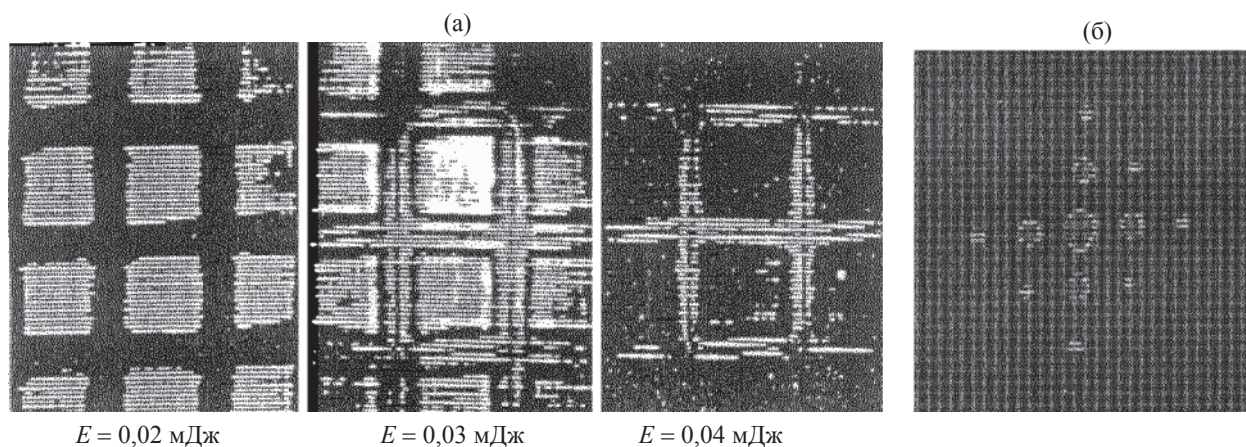 (а)
(б)
E = 0,02 мДж
E = 0,03 мДж
E = 0,04 мДж